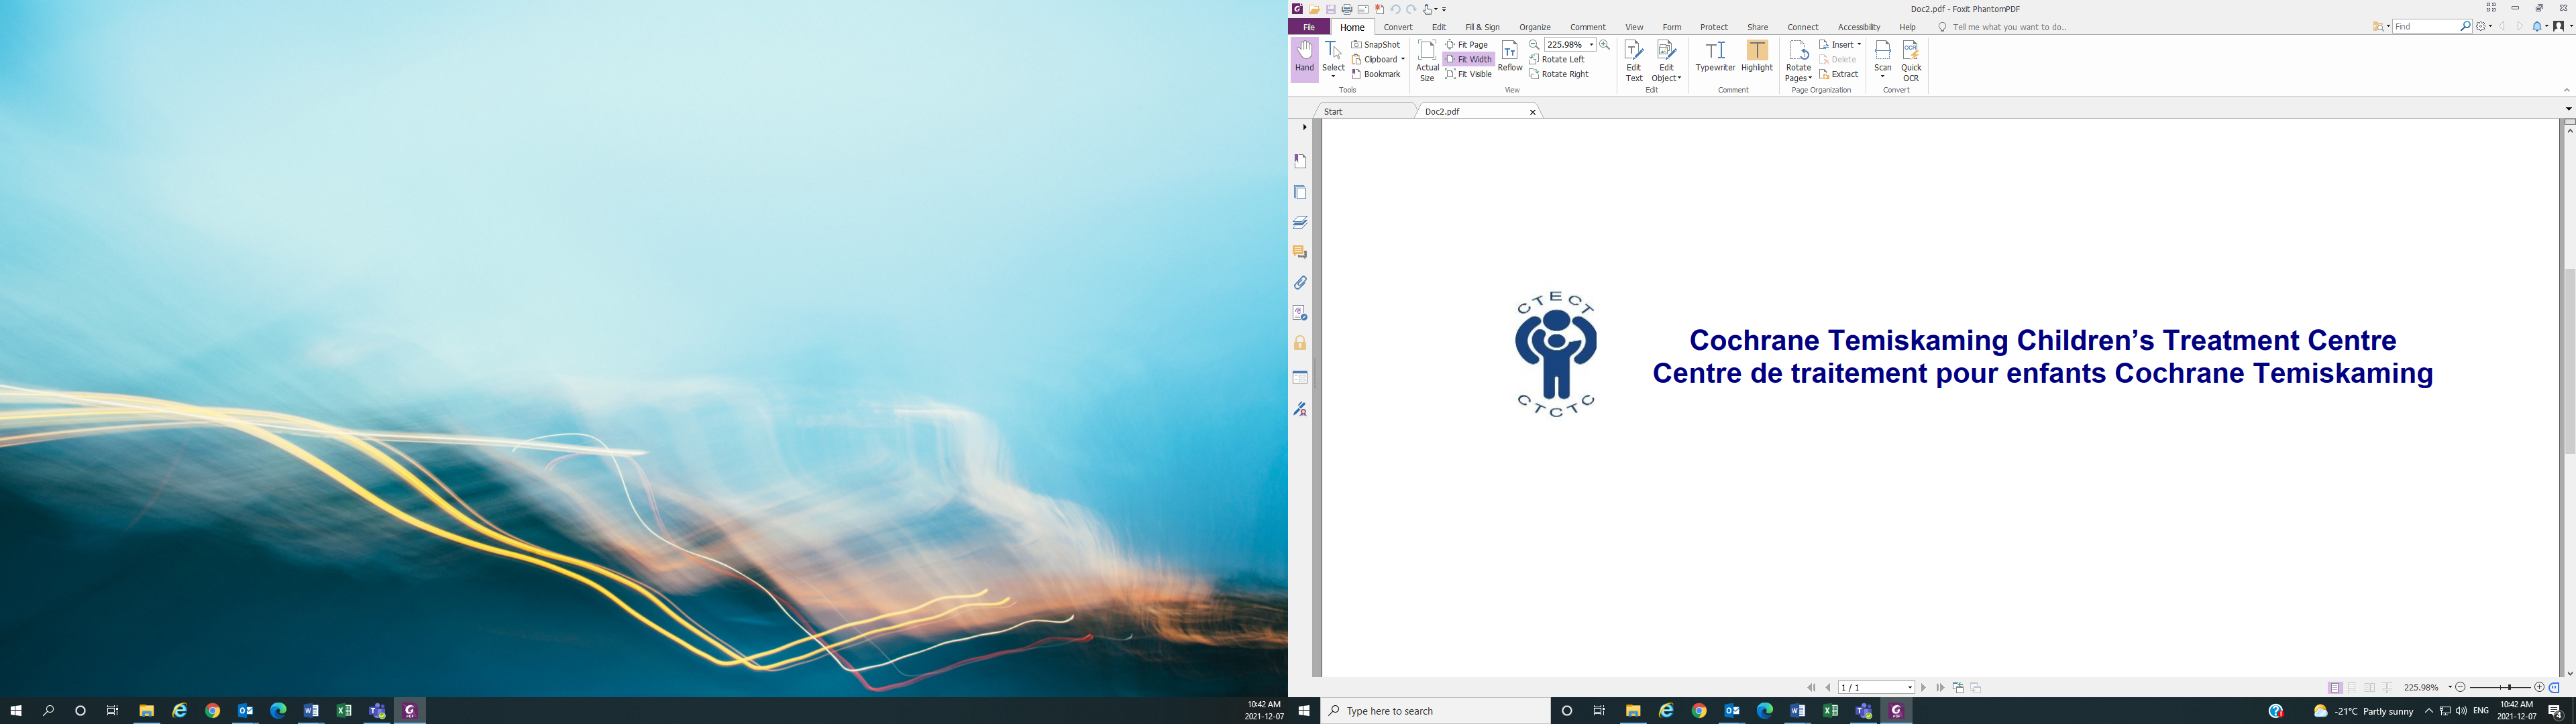 Doc2.pdf - Foxit PhantomPDF
File Home Convert Edit Fill & Sign Organize Comment View Form Protect Share Connect Accessibility Help Tell me what you want to do.. Find
Hand
Select
SnapShot
Clipboard
Bookmark
Tools
Actual Size
Fit Page
Fit Width
Fit Visible
Reflow
225.98%
Rotate Left
Rotate Right
View
Edit Text
Edit Object
Edit
Typewriter
Highlight
Comment
Rotate Pages
Insert
Delete
Extract
Page Organization
Scan
Quick OCR
Convert
Start Doc2.pdf
CTECT
CTCTC
Cochrane Temiskaming Children’s Treatment Centre
Centre de traitement pour enfants Cochrane Temiskaming
1 / 1
225.98%
10:42 AM
2021-12-07
Type here to search
-21°C Partly sunny
ENG
10:42 AM
2021-12-07